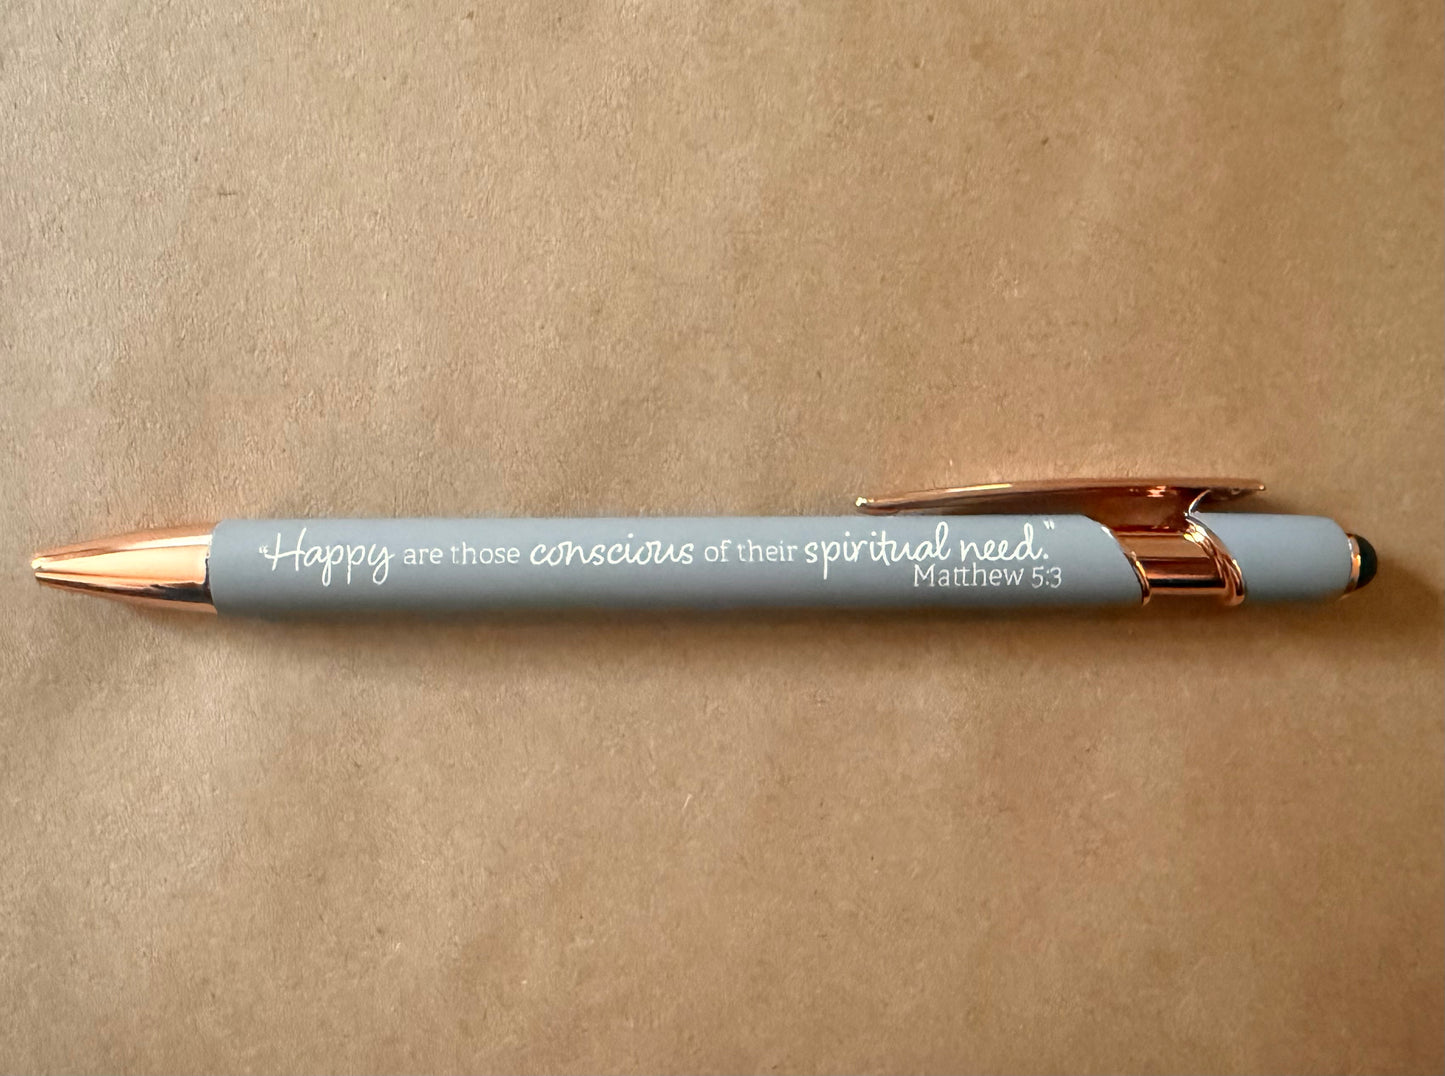 “Happy are those conscious of their spiritual need.”
Matthew 5:3